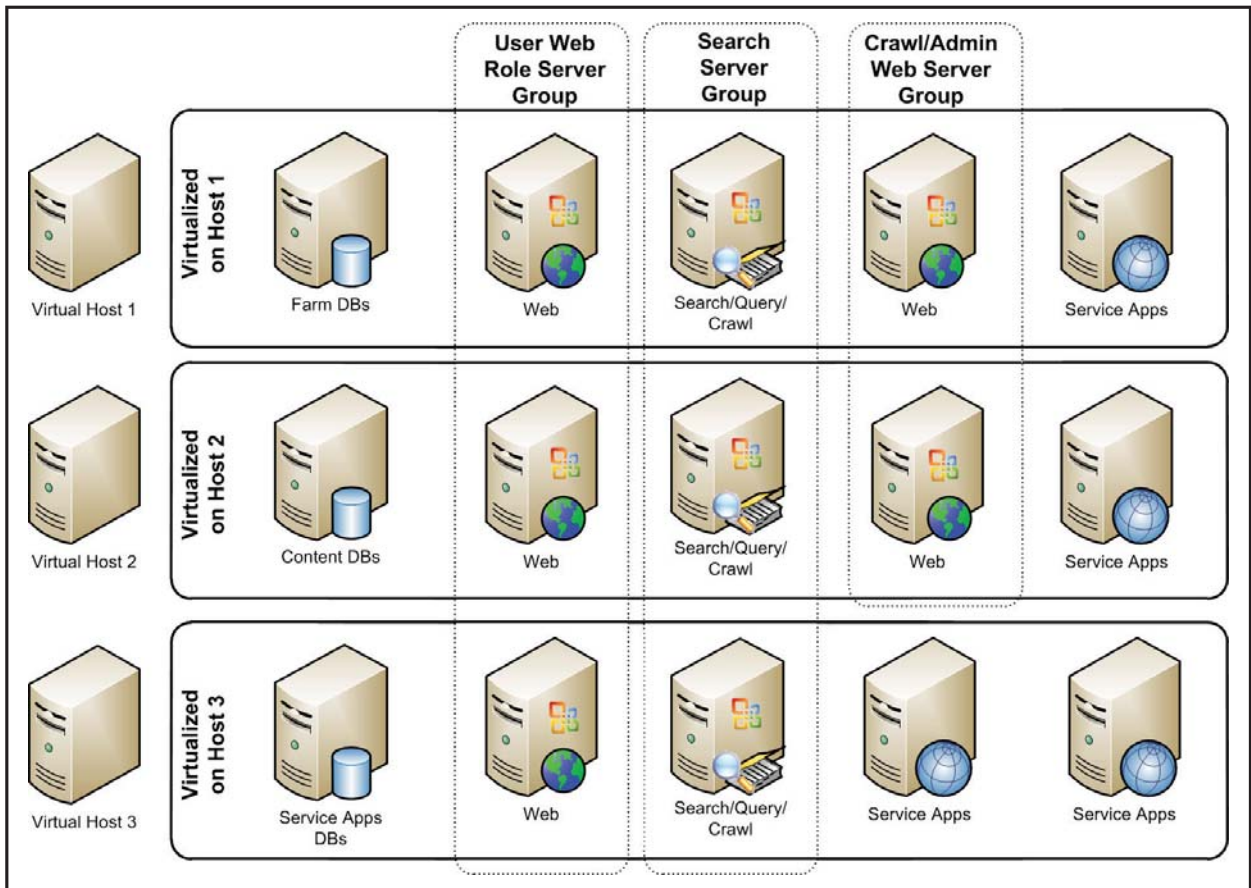 User Web
Role Server
Group
Search
Server
Group
Crawl/Admin
Web Server
Group
Virtual Host 1
Virtualized
on Host 1
Farm DBs
Web
Search/Query/
Crawl
Web
Service Apps
Virtual Host 2
Virtualized
on Host 2
Content DBs
Web
Search/Query/
Crawl
Web
Service Apps
Virtual Host 3
Virtualized
on Host 3
Service Apps
DBs
Web
Search/Query/
Crawl
Service Apps
Service Apps